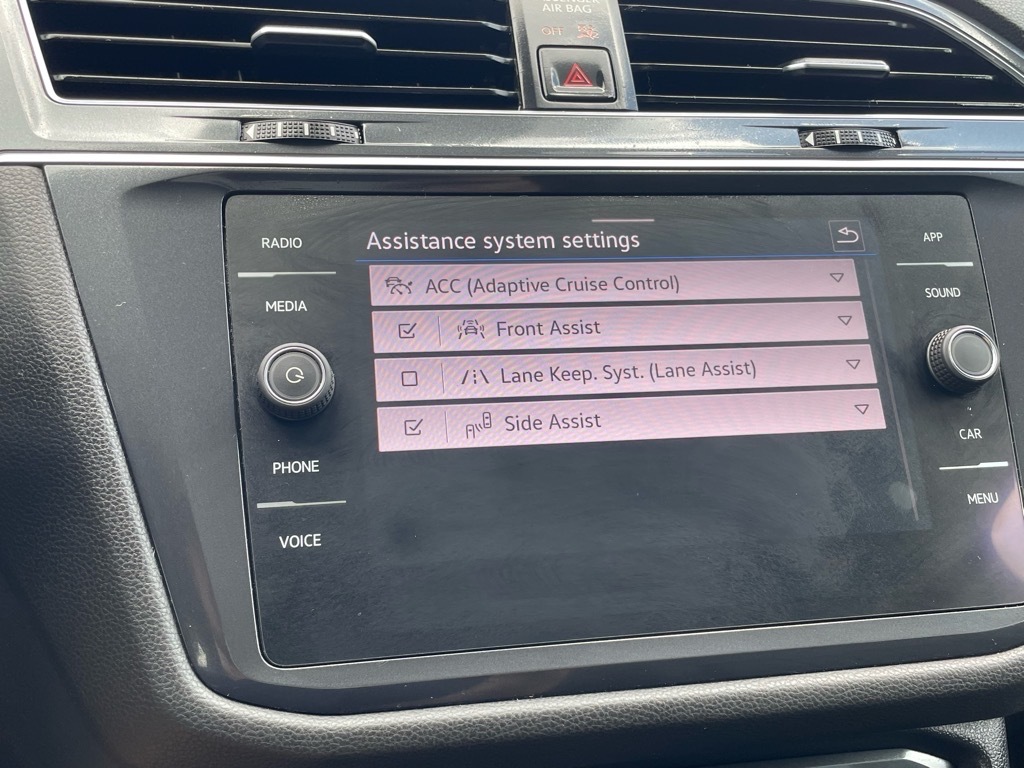 AIR BAG
OFF
RADIO
MEDIA
PHONE
VOICE
Assistance system settings
ACC (Adaptive Cruise Control)
Front Assist
Lane Keep. Syst. (Lane Assist)
Side Assist
APP
SOUND
CAR
MENU